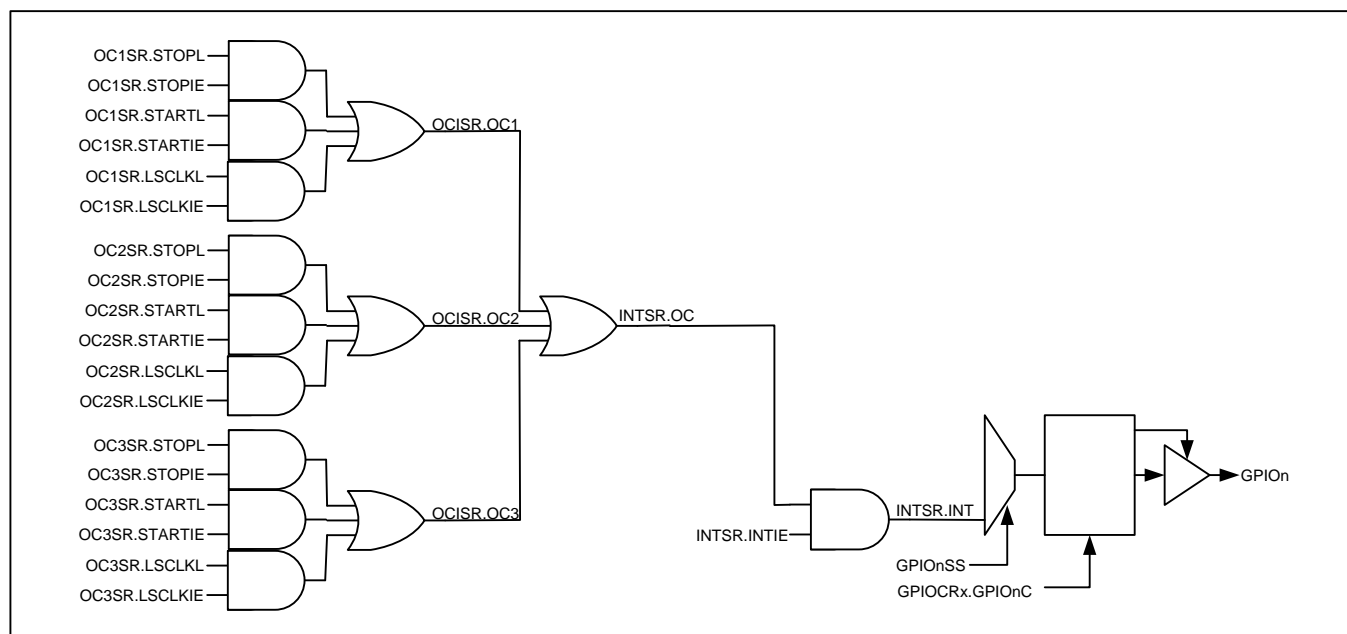 OC1SR.STOPL
OC1SR.STOPIE
OC1SR.STARTL
OC1SR.STARTIE
OC1SR.LSCLKL
OC1SR.LSCLKIE
OCISR.OC1
OC2SR.STOPL
OC2SR.STOPIE
OC2SR.STARTL
OC2SR.STARTIE
OC2SR.LSCLKL
OC2SR.LSCLKIE
OCISR.OC2
INTSR.OC
OC3SR.STOPL
OC3SR.STOPIE
OC3SR.STARTL
OC3SR.STARTIE
OC3SR.LSCLKL
OC3SR.LSCLKIE
OCISR.OC3
INTSR.INTIE
INTSR.INT
GPIOnSS
GPIOCRx.GPIOnC
GPIOn